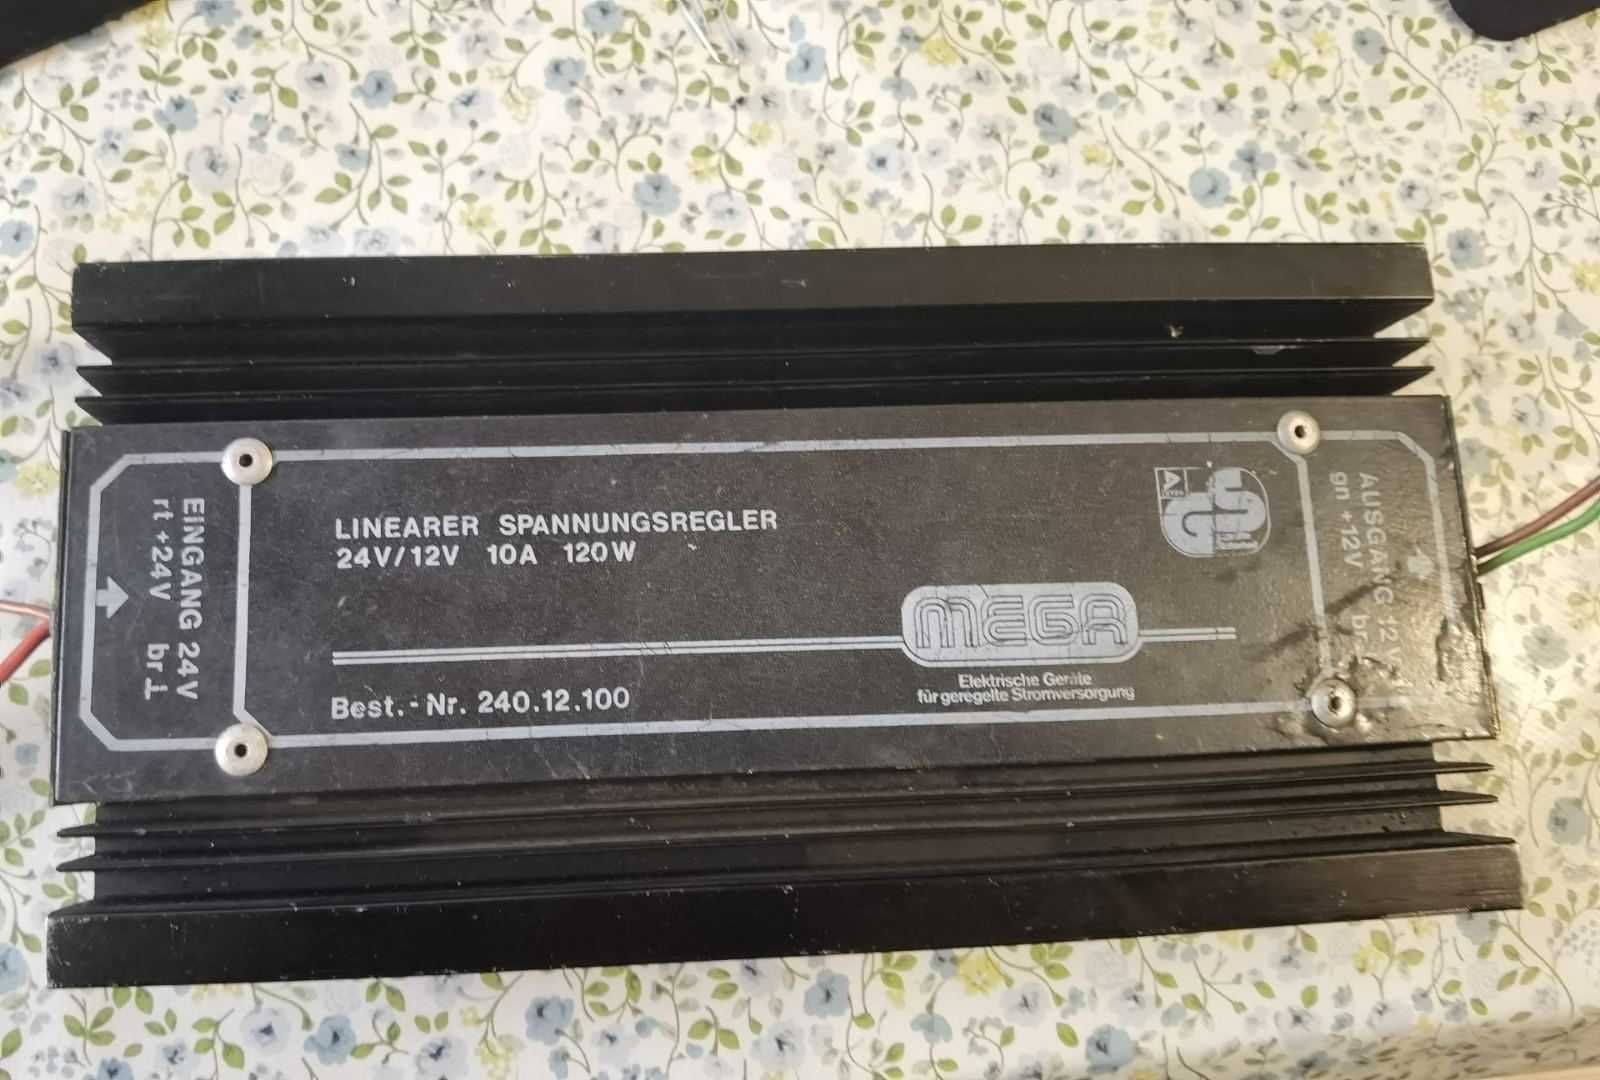 LINEARER SPANNUNGSREGLER
24V/12V 10A 120W
MEGA
Elektrische Geräte
für geregelte Stromversorgung
Best.-Nr. 240.12.100
EINGANG 24V
rt +24V br ⏊
AUSGANG 12V
gn +12V br